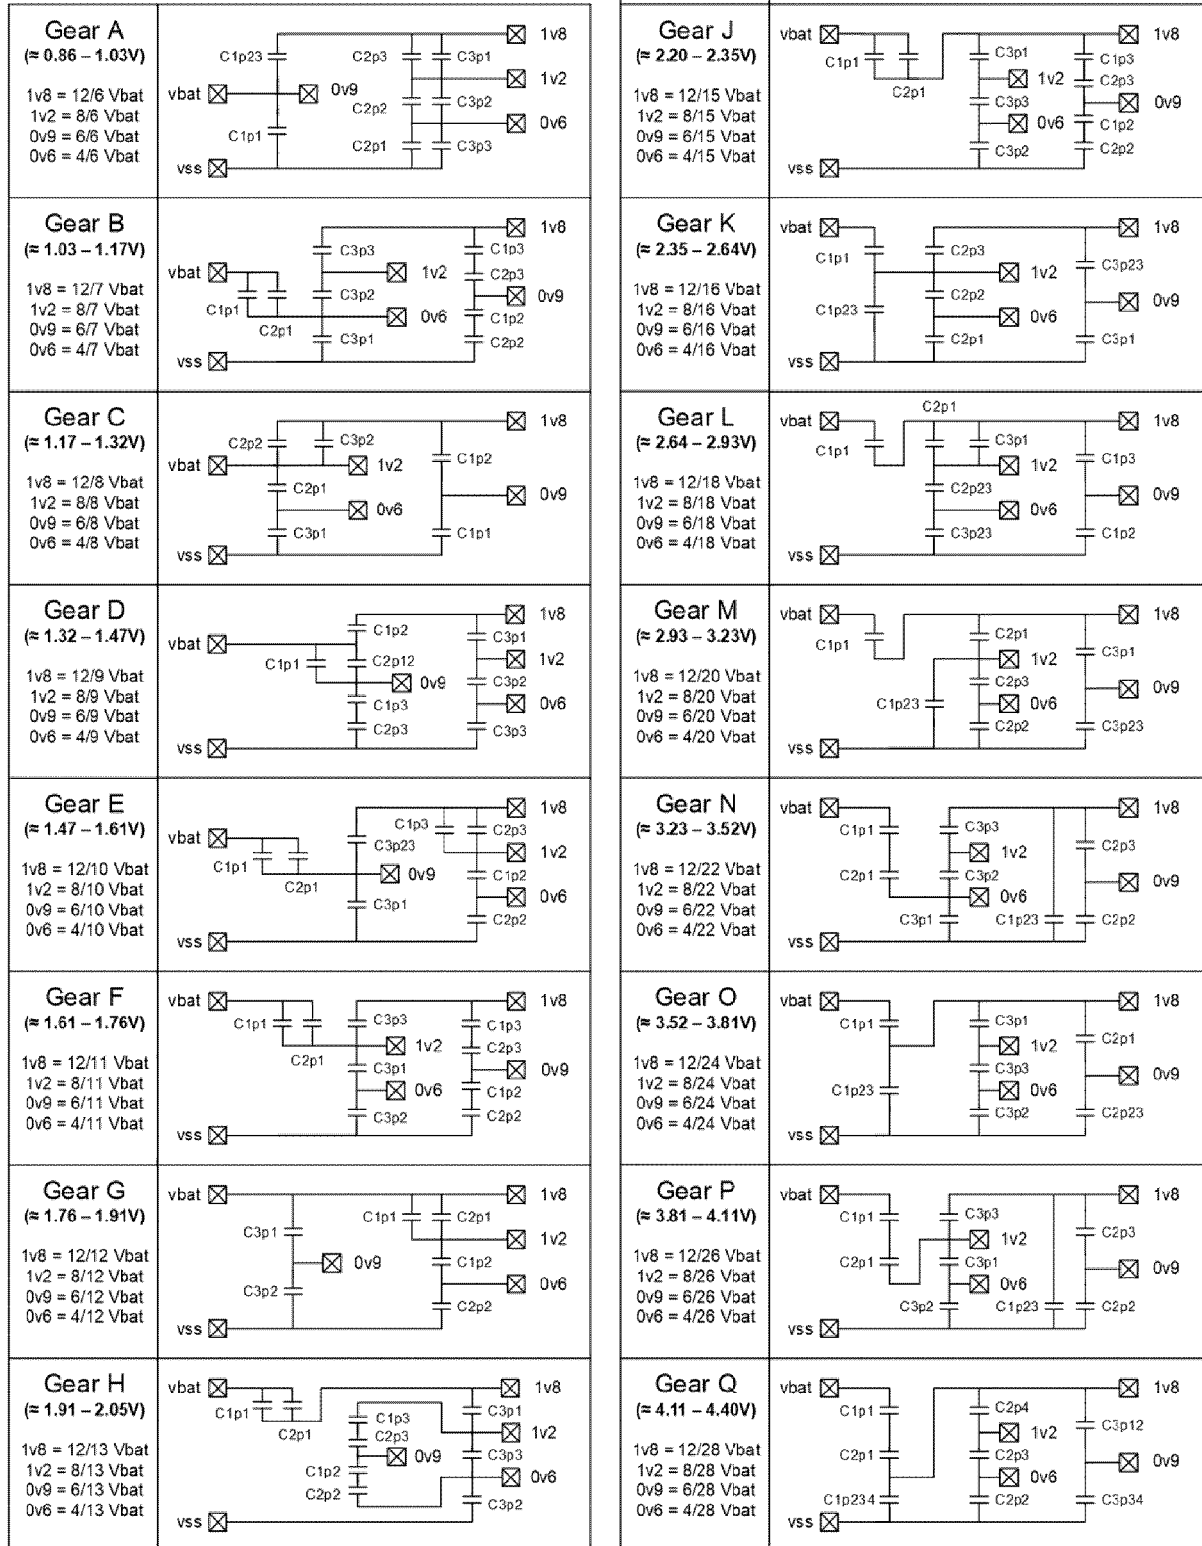 Gear A
(≈ 0.86 – 1.03V)
1v8 = 12/6 Vbat
1v2 = 8/6 Vbat
0v9 = 6/6 Vbat
0v6 = 4/6 Vbat
C1p23
C2p3
C3p1
1v8
1v2
vbat
0v9
C2p2
C3p2
C1p1
0v6
C2p1
C3p3
vss
Gear B
(≈ 1.03 – 1.17V)
1v8 = 12/7 Vbat
1v2 = 8/7 Vbat
0v9 = 6/7 Vbat
0v6 = 4/7 Vbat
1v8
C3p3
C1p3
vbat
1v2
C2p3
C1p1
C3p2
0v9
C2p1
0v6
C1p2
C3p1
C2p2
vss
Gear C
(≈ 1.17 – 1.32V)
1v8 = 12/8 Vbat
1v2 = 8/8 Vbat
0v9 = 6/8 Vbat
0v6 = 4/8 Vbat
1v8
C2p2
C3p2
C1p2
vbat
1v2
C2p1
0v9
0v6
C3p1
C1p1
vss
Gear D
(≈ 1.32 – 1.47V)
1v8 = 12/9 Vbat
1v2 = 8/9 Vbat
0v9 = 6/9 Vbat
0v6 = 4/9 Vbat
1v8
C1p2
C3p1
vbat
1v2
C1p1
C2p12
0v9
C3p2
C1p3
0v6
C2p3
C3p3
vss
Gear E
(≈ 1.47 – 1.61V)
1v8 = 12/10 Vbat
1v2 = 8/10 Vbat
0v9 = 6/10 Vbat
0v6 = 4/10 Vbat
1v8
C1p3
C2p3
vbat
C3p23
1v2
C1p1
C2p1
0v9
C1p2
C3p1
0v6
C2p2
vss
Gear F
(≈ 1.61 – 1.76V)
1v8 = 12/11 Vbat
1v2 = 8/11 Vbat
0v9 = 6/11 Vbat
0v6 = 4/11 Vbat
vbat
1v8
C1p1
C3p3
C1p3
C2p1
1v2
C2p3
C3p1
0v9
0v6
C1p2
C3p2
C2p2
vss
Gear G
(≈ 1.76 – 1.91V)
1v8 = 12/12 Vbat
1v2 = 8/12 Vbat
0v9 = 6/12 Vbat
0v6 = 4/12 Vbat
vbat
1v8
C3p1
C1p1
C2p1
1v2
0v9
C1p2
C3p2
0v6
C2p2
vss
Gear H
(≈ 1.91 – 2.05V)
1v8 = 12/13 Vbat
1v2 = 8/13 Vbat
0v9 = 6/13 Vbat
0v6 = 4/13 Vbat
vbat
1v8
C1p1
C2p1
C1p3
C3p1
C2p3
1v2
0v9
C3p3
C1p2
0v6
C2p2
C3p2
vss
Gear J
(≈ 2.20 – 2.35V)
1v8 = 12/15 Vbat
1v2 = 8/15 Vbat
0v9 = 6/15 Vbat
0v6 = 4/15 Vbat
vbat
1v8
C1p1
C3p1
C1p3
C2p1
1v2
C2p3
C3p3
0v9
0v6
C1p2
C3p2
C2p2
vss
Gear K
(≈ 2.35 – 2.64V)
1v8 = 12/16 Vbat
1v2 = 8/16 Vbat
0v9 = 6/16 Vbat
0v6 = 4/16 Vbat
vbat
1v8
C1p1
C2p3
C3p23
1v2
C1p23
C2p2
0v9
0v6
C2p1
C3p1
vss
Gear L
(≈ 2.64 – 2.93V)
1v8 = 12/18 Vbat
1v2 = 8/18 Vbat
0v9 = 6/18 Vbat
0v6 = 4/18 Vbat
C2p1
vbat
1v8
C1p1
C3p1
C1p3
1v2
C2p23
0v9
0v6
C3p23
C1p2
vss
Gear M
(≈ 2.93 – 3.23V)
1v8 = 12/20 Vbat
1v2 = 8/20 Vbat
0v9 = 6/20 Vbat
0v6 = 4/20 Vbat
vbat
1v8
C1p1
C2p1
C3p1
1v2
C2p3
0v9
C1p23
0v6
C2p2
C3p23
vss
Gear N
(≈ 3.23 – 3.52V)
1v8 = 12/22 Vbat
1v2 = 8/22 Vbat
0v9 = 6/22 Vbat
0v6 = 4/22 Vbat
vbat
1v8
C1p1
C3p3
C2p3
1v2
C2p1
C3p2
0v9
0v6
C3p1
C1p23
C2p2
vss
Gear O
(≈ 3.52 – 3.81V)
1v8 = 12/24 Vbat
1v2 = 8/24 Vbat
0v9 = 6/24 Vbat
0v6 = 4/24 Vbat
vbat
1v8
C1p1
C3p1
C2p1
1v2
C3p3
0v9
C1p23
0v6
C3p2
C2p23
vss
Gear P
(≈ 3.81 – 4.11V)
1v8 = 12/26 Vbat
1v2 = 8/26 Vbat
0v9 = 6/26 Vbat
0v6 = 4/26 Vbat
vbat
1v8
C1p1
C3p3
C2p3
1v2
C2p1
C3p1
0v9
0v6
C3p2
C1p23
C2p2
vss
Gear Q
(≈ 4.11 – 4.40V)
1v8 = 12/28 Vbat
1v2 = 8/28 Vbat
0v9 = 6/28 Vbat
0v6 = 4/28 Vbat
vbat
1v8
C1p1
C2p4
C3p12
1v2
C2p1
C2p3
0v9
0v6
C1p234
C2p2
C3p34
vss